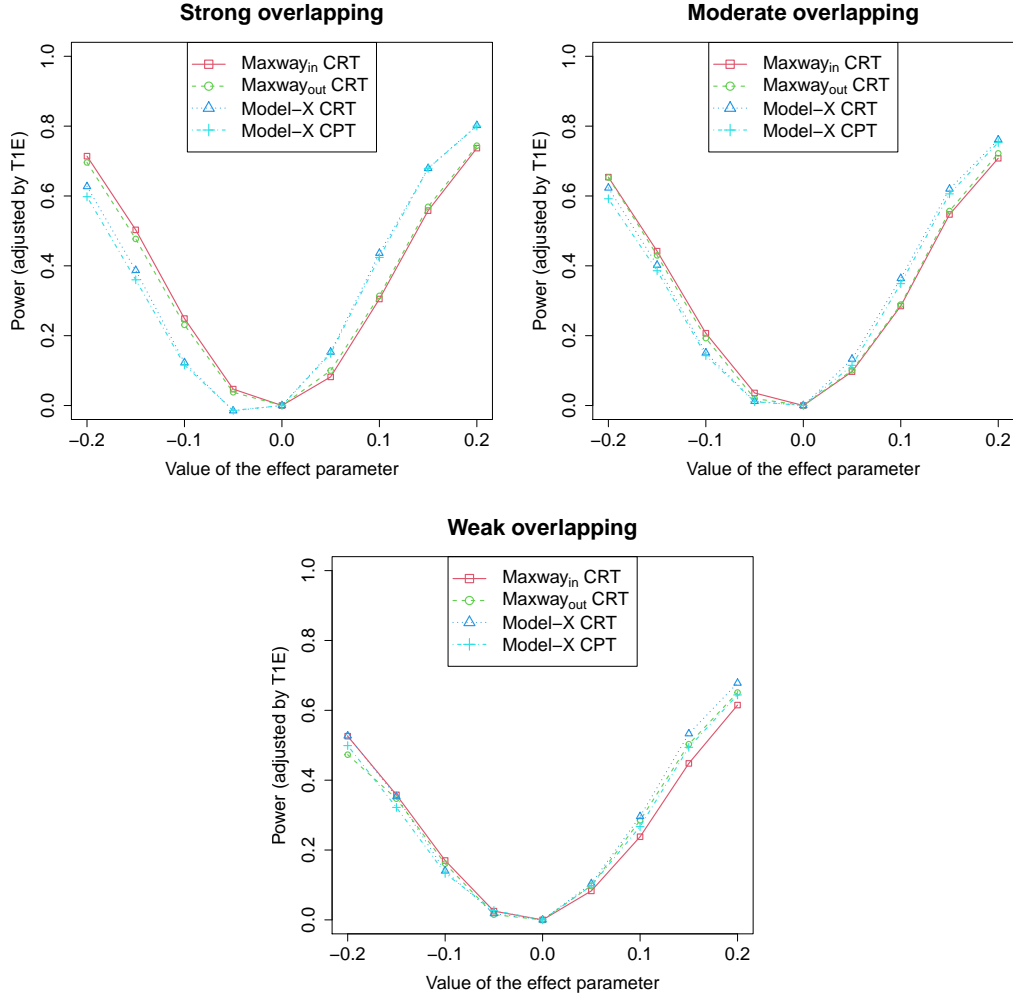 Strong overlapping
Power (adjusted by T1E)
1.0
0.8
0.6
0.4
0.2
0.0
Maxway_in CRT
Maxway_out CRT
Model−X CRT
Model−X CPT
−0.2
−0.1
0.0
0.1
0.2
Value of the effect parameter
Moderate overlapping
Power (adjusted by T1E)
1.0
0.8
0.6
0.4
0.2
0.0
Maxway_in CRT
Maxway_out CRT
Model−X CRT
Model−X CPT
−0.2
−0.1
0.0
0.1
0.2
Value of the effect parameter
Weak overlapping
Power (adjusted by T1E)
1.0
0.8
0.6
0.4
0.2
0.0
Maxway_in CRT
Maxway_out CRT
Model−X CRT
Model−X CPT
−0.2
−0.1
0.0
0.1
0.2
Value of the effect parameter